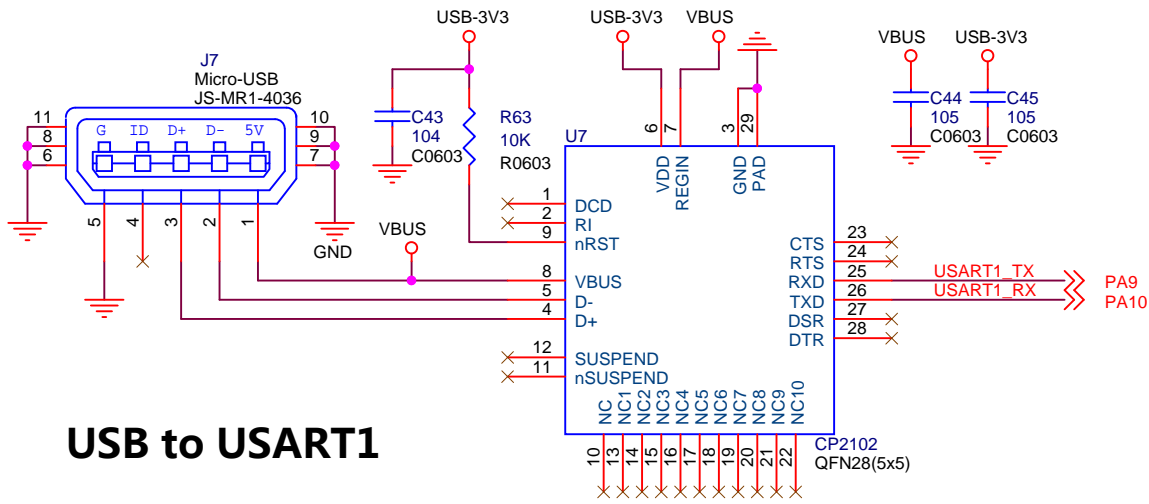 USB-3V3
USB-3V3
VBUS
VBUS
USB-3V3
J7
Micro-USB
JS-MR1-4036
11
8
6
G ID D+ D- 5V
10
9
7
5
4
3
2
1
GND
C43
104
C0603
R63
10K
R0603
C44
105
C0603
C45
105
C0603
U7
6
7
3
29
VDD
REGIN
GND
PAD
VBUS
1 DCD
2 RI
9 nRST
8 VBUS
5 D-
4 D+
12 SUSPEND
11 nSUSPEND
CTS 23
RTS 24
RXD 25 USART1_TX PA9
TXD 26 USART1_RX PA10
DSR 27
DTR 28
NC
NC1
NC2
NC3
NC4
NC5
NC6
NC7
NC8
NC9
NC10
10
13
14
15
16
17
18
19
20
21
22
CP2102
QFN28(5x5)
USB to USART1